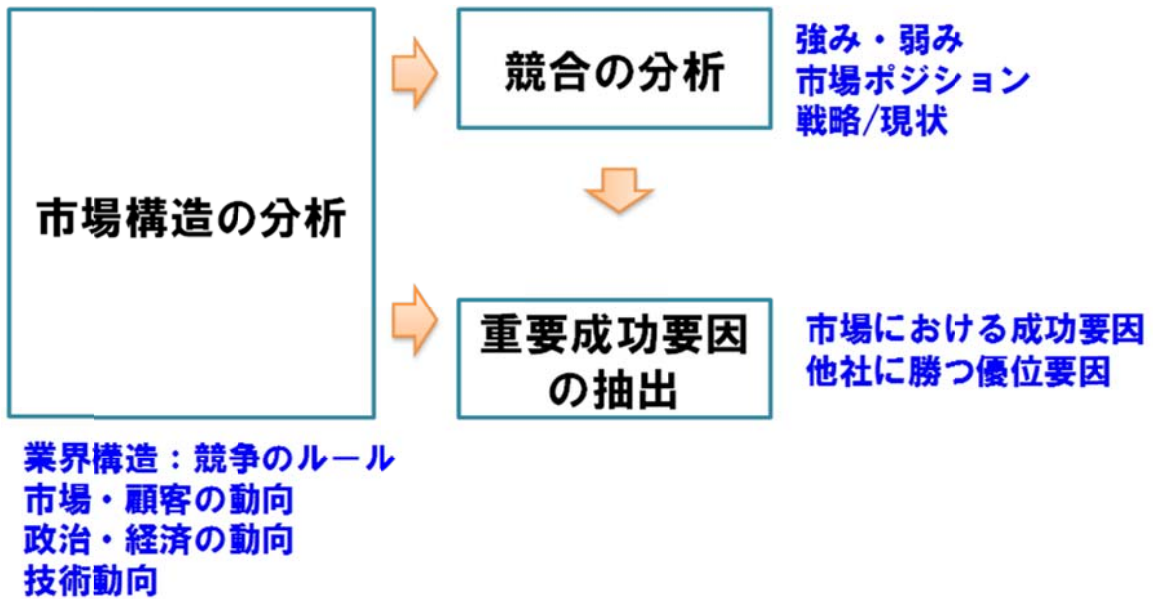 市場構造の分析
業界構造：競争のルール
市場・顧客の動向
政治・経済の動向
技術動向
競合の分析
強み・弱み
市場ポジション
戦略/現状
重要成功要因
の抽出
市場における成功要因
他社に勝つ優位要因